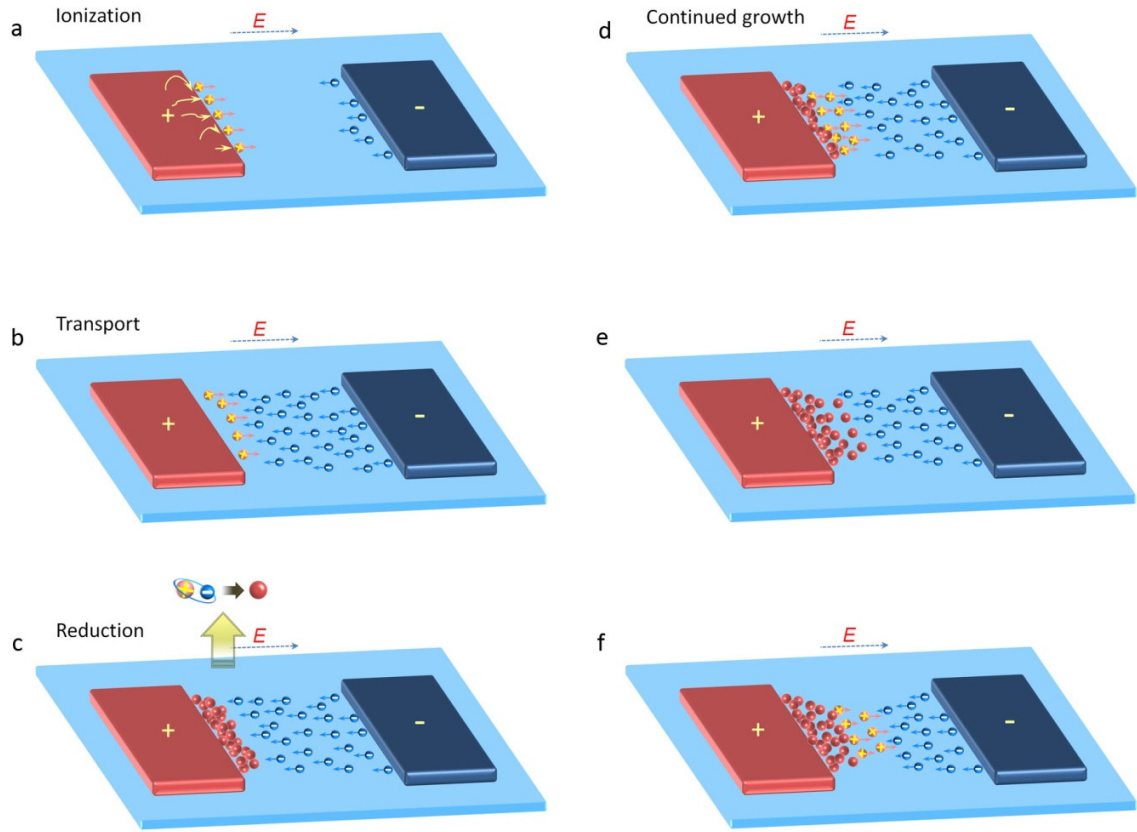 a Ionization
E
+
-
b Transport
E
+
-
c Reduction
E
+
-
d Continued growth
E
+
-
e
E
+
-
f
E
+
-